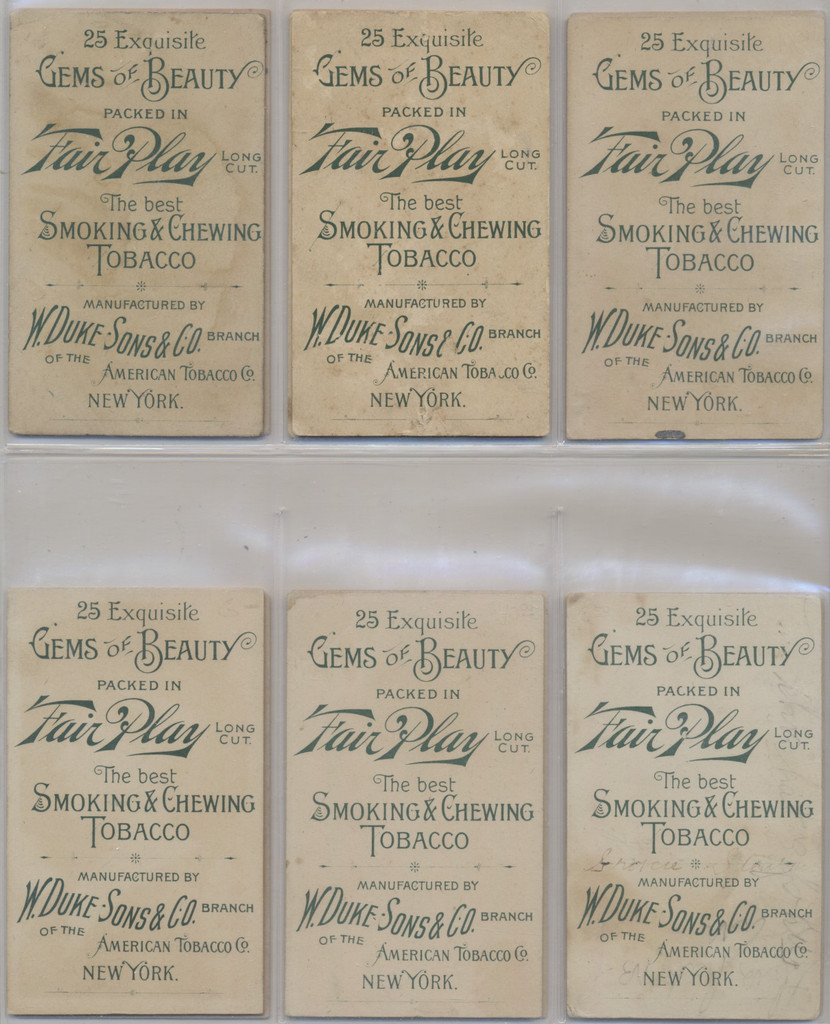 25 Exquisite
GEMS OF BEAUTY
PACKED IN
Fair Play LONG CUT.
The best
SMOKING & CHEWING
TOBACCO
MANUFACTURED BY
W. DUKE SONS & CO. BRANCH
OF THE
AMERICAN TOBACCO CO.
NEW YORK.
25 Exquisite
GEMS OF BEAUTY
PACKED IN
Fair Play LONG CUT.
The best
SMOKING & CHEWING
TOBACCO
MANUFACTURED BY
W. DUKE SONS & CO. BRANCH
OF THE
AMERICAN TOBA CO CO.
NEW YORK.
25 Exquisite
GEMS OF BEAUTY
PACKED IN
Fair Play LONG CUT.
The best
SMOKING & CHEWING
TOBACCO
MANUFACTURED BY
W. DUKE SONS & CO. BRANCH
OF THE
AMERICAN TOBACCO CO.
NEW YORK.
25 Exquisite
GEMS OF BEAUTY
PACKED IN
Fair Play LONG CUT.
The best
SMOKING & CHEWING
TOBACCO
MANUFACTURED BY
W. DUKE SONS & CO. BRANCH
OF THE
AMERICAN TOBACCO CO.
NEW YORK.
25 Exquisite
GEMS OF BEAUTY
PACKED IN
Fair Play LONG CUT.
The best
SMOKING & CHEWING
TOBACCO
MANUFACTURED BY
W. DUKE SONS & CO. BRANCH
OF THE
AMERICAN TOBACCO CO.
NEW YORK.
25 Exquisite
GEMS OF BEAUTY
PACKED IN
Fair Play LONG CUT.
The best
SMOKING & CHEWING
TOBACCO
MANUFACTURED BY
W. DUKE SONS & CO. BRANCH
OF THE
AMERICAN TOBACCO CO.
NEW YORK.